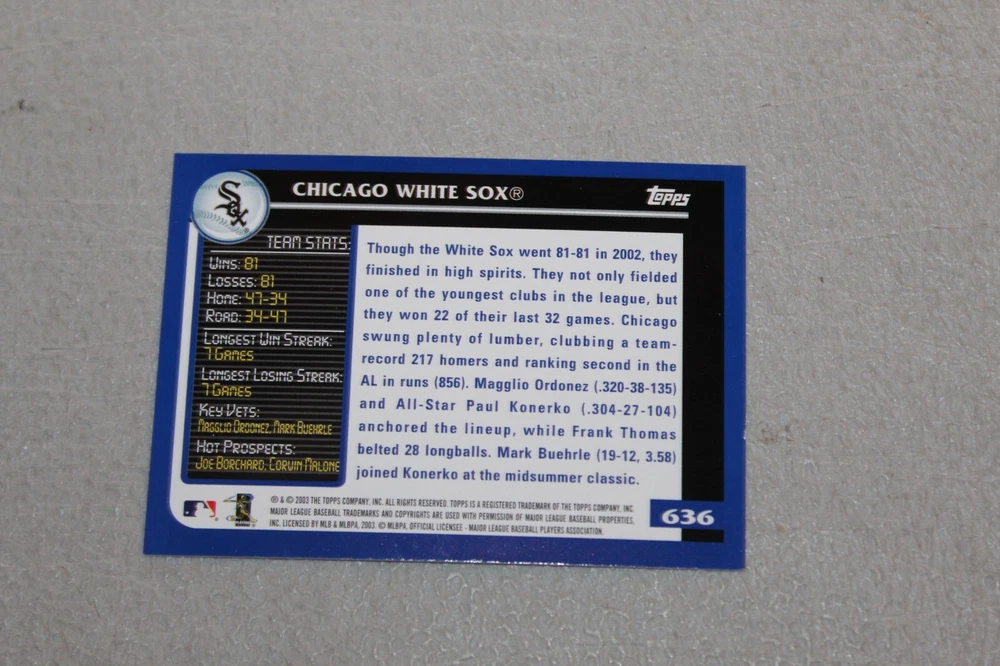 Sox
CHICAGO WHITE SOX®
Topps
TEAM STATS:
WINS: 81
LOSSES: 81
HOME: 47-34
ROAD: 34-47
LONGEST WIN STREAK:
7 GAMES
LONGEST LOSING STREAK:
7 GAMES
KEY VETS:
MAGGLIO ORDONEZ, MARK BUEHRLE
HOT PROSPECTS:
JOE BORCHARD, CORWIN MALONE
Though the White Sox went 81-81 in 2002, they
finished in high spirits. They not only fielded
one of the youngest clubs in the league, but
they won 22 of their last 32 games. Chicago
swung plenty of lumber, clubbing a team-
record 217 homers and ranking second in the
AL in runs (856). Magglio Ordonez (.320-38-135)
and All-Star Paul Konerko (.304-27-104)
anchored the lineup, while Frank Thomas
belted 28 longballs. Mark Buehrle (19-12, 3.58)
joined Konerko at the midsummer classic.
® & © 2003 THE TOPPS COMPANY, INC. ALL RIGHTS RESERVED. TOPPS IS A REGISTERED TRADEMARK OF THE TOPPS COMPANY, INC.
MAJOR LEAGUE BASEBALL TRADEMARKS AND COPYRIGHTS ARE USED WITH PERMISSION OF MAJOR LEAGUE BASEBALL PROPERTIES,
INC. LICENSED BY MLB & MLBPA, 2003. © MLBPA, OFFICIAL LICENSEE - MAJOR LEAGUE BASEBALL PLAYERS ASSOCIATION.
636